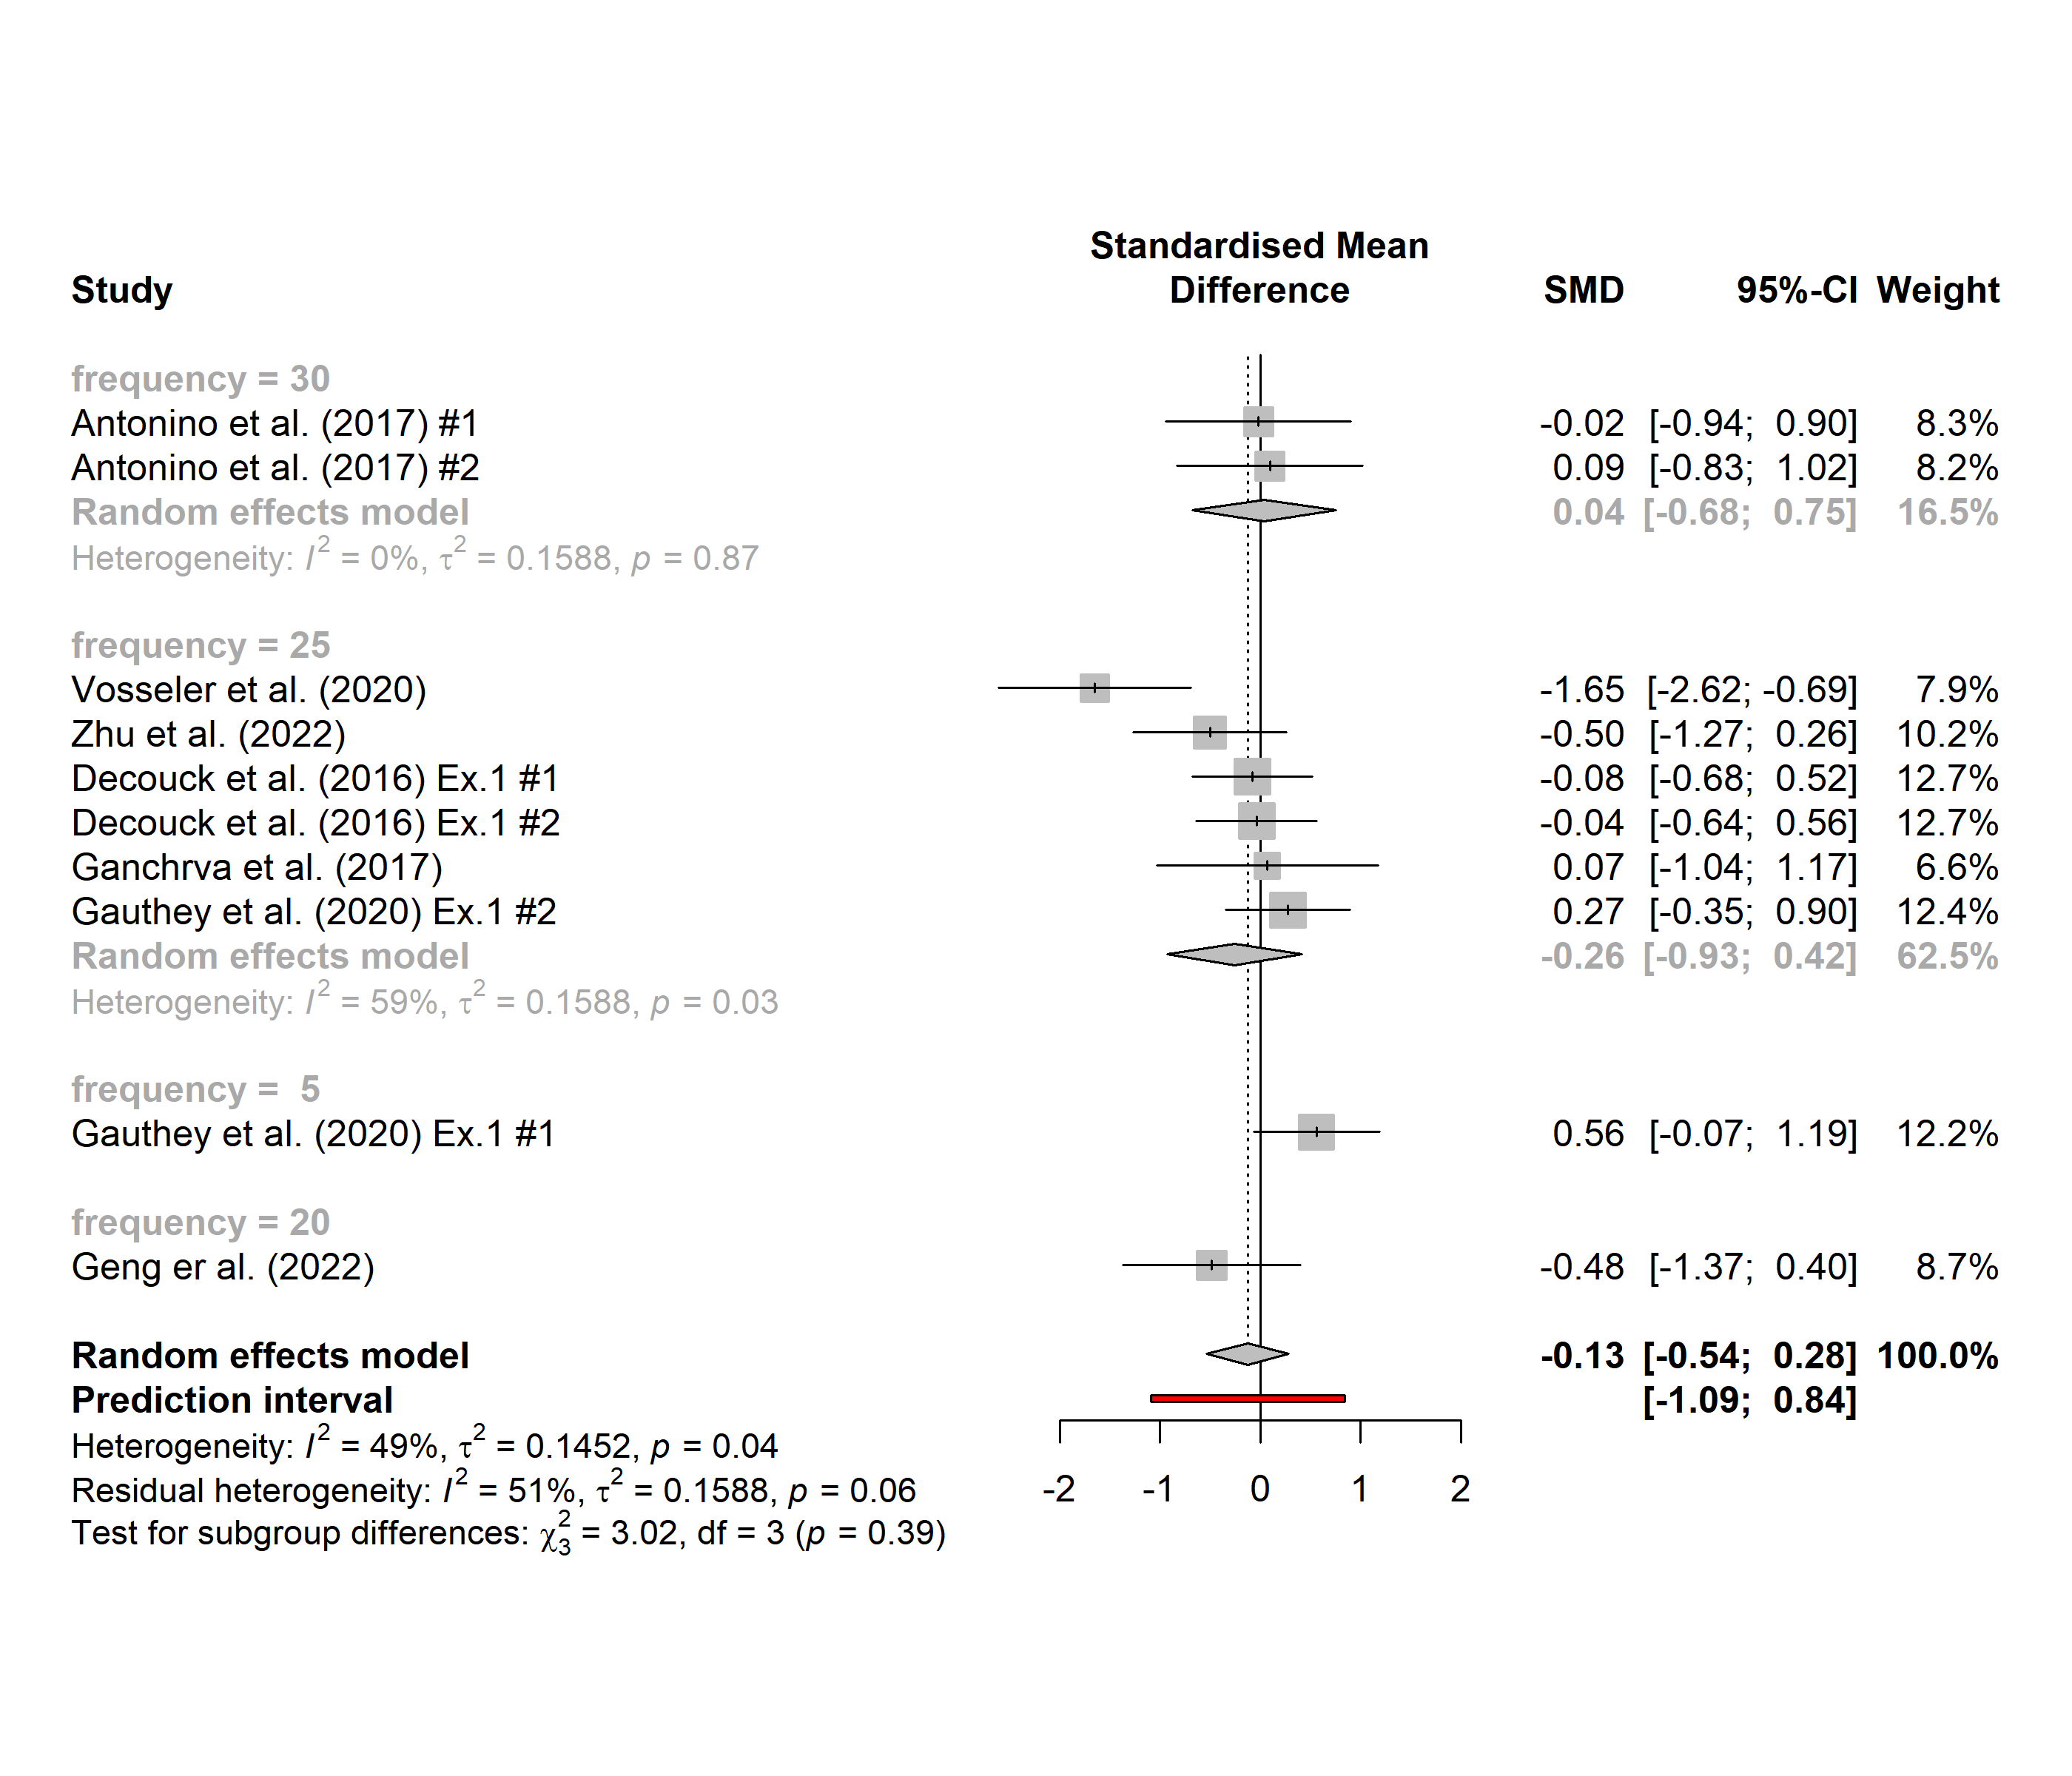 Standardised Mean
Study Difference SMD 95%-CI Weight
frequency = 30
Antonino et al. (2017) #1 -0.02 [-0.94; 0.90] 8.3%
Antonino et al. (2017) #2 0.09 [-0.83; 1.02] 8.2%
Random effects model 0.04 [-0.68; 0.75] 16.5%
Heterogeneity: I² = 0%, τ² = 0.1588, p = 0.87
frequency = 25
Vosseler et al. (2020) -1.65 [-2.62; -0.69] 7.9%
Zhu et al. (2022) -0.50 [-1.27; 0.26] 10.2%
Decouck et al. (2016) Ex.1 #1 -0.08 [-0.68; 0.52] 12.7%
Decouck et al. (2016) Ex.1 #2 -0.04 [-0.64; 0.56] 12.7%
Ganchrva et al. (2017) 0.07 [-1.04; 1.17] 6.6%
Gauthey et al. (2020) Ex.1 #2 0.27 [-0.35; 0.90] 12.4%
Random effects model -0.26 [-0.93; 0.42] 62.5%
Heterogeneity: I² = 59%, τ² = 0.1588, p = 0.03
frequency = 5
Gauthey et al. (2020) Ex.1 #1 0.56 [-0.07; 1.19] 12.2%
frequency = 20
Geng er al. (2022) -0.48 [-1.37; 0.40] 8.7%
Random effects model -0.13 [-0.54; 0.28] 100.0%
Prediction interval [-1.09; 0.84]
Heterogeneity: I² = 49%, τ² = 0.1452, p = 0.04
Residual heterogeneity: I² = 51%, τ² = 0.1588, p = 0.06
-2 -1 0 1 2
Test for subgroup differences: χ²₃ = 3.02, df = 3 (p = 0.39)